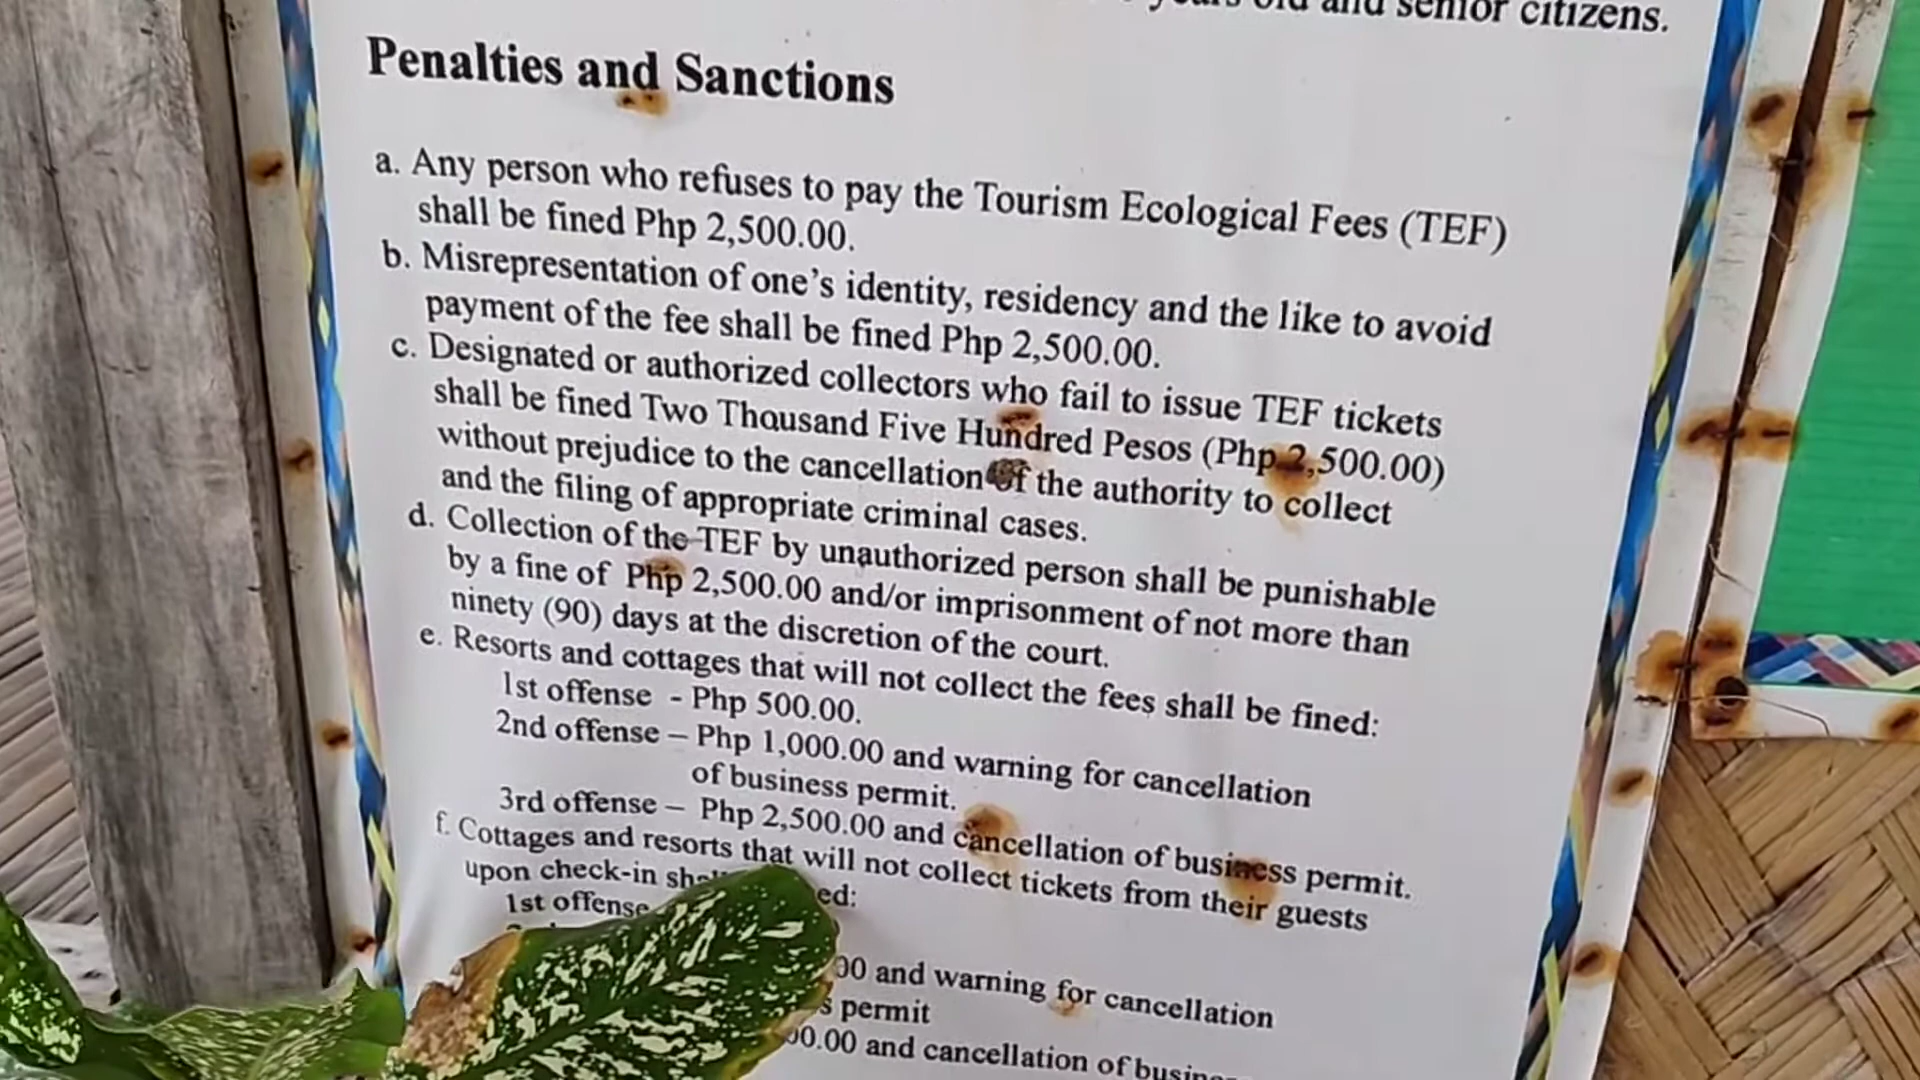 years old and senior citizens.
Penalties and Sanctions
a. Any person who refuses to pay the Tourism Ecological Fees (TEF)
shall be fined Php 2,500.00.
b. Misrepresentation of one's identity, residency and the like to avoid
payment of the fee shall be fined Php 2,500.00.
c. Designated or authorized collectors who fail to issue TEF tickets
shall be fined Two Thousand Five Hundred Pesos (Php 2,500.00)
without prejudice to the cancellation of the authority to collect
and the filing of appropriate criminal cases.
d. Collection of the TEF by unauthorized person shall be punishable
by a fine of Php 2,500.00 and/or imprisonment of not more than
ninety (90) days at the discretion of the court.
e. Resorts and cottages that will not collect the fees shall be fined:
1st offense - Php 500.00.
2nd offense – Php 1,000.00 and warning for cancellation
of business permit.
3rd offense – Php 2,500.00 and cancellation of business permit.
f. Cottages and resorts that will not collect tickets from their guests
upon check-in
1st offense
and warning for cancellation
permit
and cancellation of